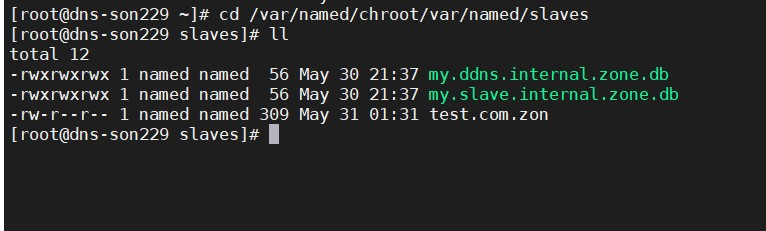 [root@dns-son229 ~]# cd /var/named/chroot/var/named/slaves
[root@dns-son229 slaves]# ll
total 12
-rwxrwxrwx 1 named named  56 May 30 21:37 my.ddns.internal.zone.db
-rwxrwxrwx 1 named named  56 May 30 21:37 my.slave.internal.zone.db
-rw-r--r-- 1 named named 309 May 31 01:31 test.com.zon
[root@dns-son229 slaves]#